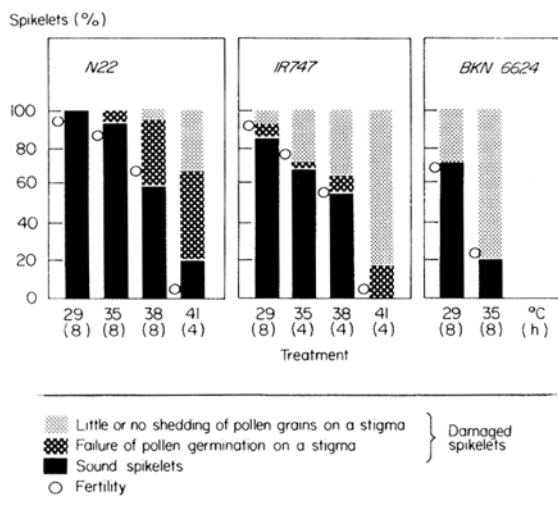 Spikelets (%)
N22
IR747
BKN 6624
100
80
60
40
20
0
29 35 38 41 29 35 38 41 29 35 °C
(8) (8) (8) (4) (8) (4) (4) (4) (8) (8) (h)
Treatment
Little or no shedding of pollen grains on a stigma
Failure of pollen germination on a stigma
Damaged
spikelets
Sound spikelets
Fertility